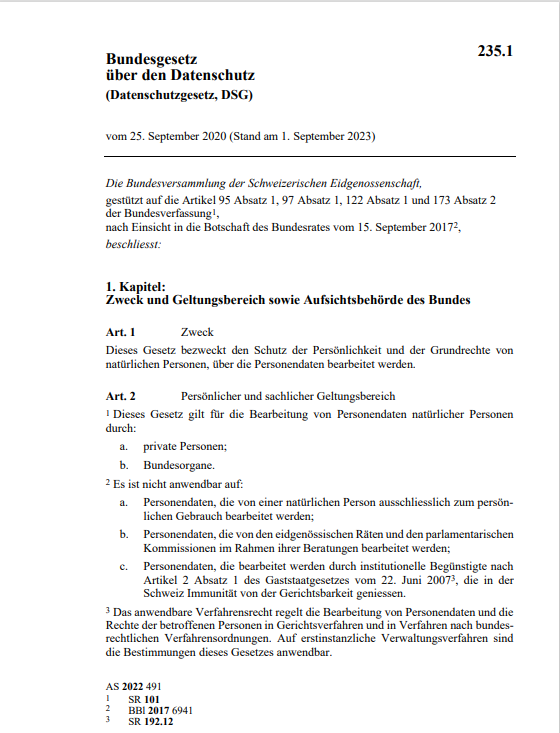 235.1
Bundesgesetz
über den Datenschutz
(Datenschutzgesetz, DSG)
vom 25. September 2020 (Stand am 1. September 2023)
Die Bundesversammlung der Schweizerischen Eidgenossenschaft,
gestützt auf die Artikel 95 Absatz 1, 97 Absatz 1, 122 Absatz 1 und 173 Absatz 2
der Bundesverfassung1,
nach Einsicht in die Botschaft des Bundesrates vom 15. September 20172,
beschliesst:
1. Kapitel:
Zweck und Geltungsbereich sowie Aufsichtsbehörde des Bundes
Art. 1 Zweck
Dieses Gesetz bezweckt den Schutz der Persönlichkeit und der Grundrechte von
natürlichen Personen, über die Personendaten bearbeitet werden.
Art. 2 Persönlicher und sachlicher Geltungsbereich
1 Dieses Gesetz gilt für die Bearbeitung von Personendaten natürlicher Personen
durch:
a. private Personen;
b. Bundesorgane.
2 Es ist nicht anwendbar auf:
a. Personendaten, die von einer natürlichen Person ausschliesslich zum persön-
lichen Gebrauch bearbeitet werden;
b. Personendaten, die von den eidgenössischen Räten und den parlamentarischen
Kommissionen im Rahmen ihrer Beratungen bearbeitet werden;
c. Personendaten, die bearbeitet werden durch institutionelle Begünstigte nach
Artikel 2 Absatz 1 des Gaststaatgesetzes vom 22. Juni 20073, die in der
Schweiz Immunität von der Gerichtsbarkeit geniessen.
3 Das anwendbare Verfahrensrecht regelt die Bearbeitung von Personendaten und die
Rechte der betroffenen Personen in Gerichtsverfahren und in Verfahren nach bundes-
rechtlichen Verfahrensordnungen. Auf erstinstanzliche Verwaltungsverfahren sind
die Bestimmungen dieses Gesetzes anwendbar.
AS 2022 491
1 SR 101
2 BBl 2017 6941
3 SR 192.12